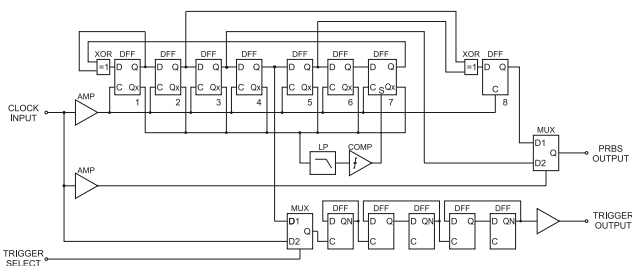 XOR DFF DFF DFF DFF DFF DFF DFF XOR DFF
=1 D Q D Q D Q D Q D Q D Q D Q =1 D Q
C Qx C Qx C Qx C Qx C Qx C Qx C S Qx C
1 2 3 4 5 6 7 8
AMP
CLOCK
INPUT
LP COMP
MUX
D1
Q
D2
PRBS
OUTPUT
AMP
MUX DFF DFF DFF DFF DFF
D1
Q
D2
D QN D D QN D D
C C C C C
TRIGGER
OUTPUT
TRIGGER
SELECT